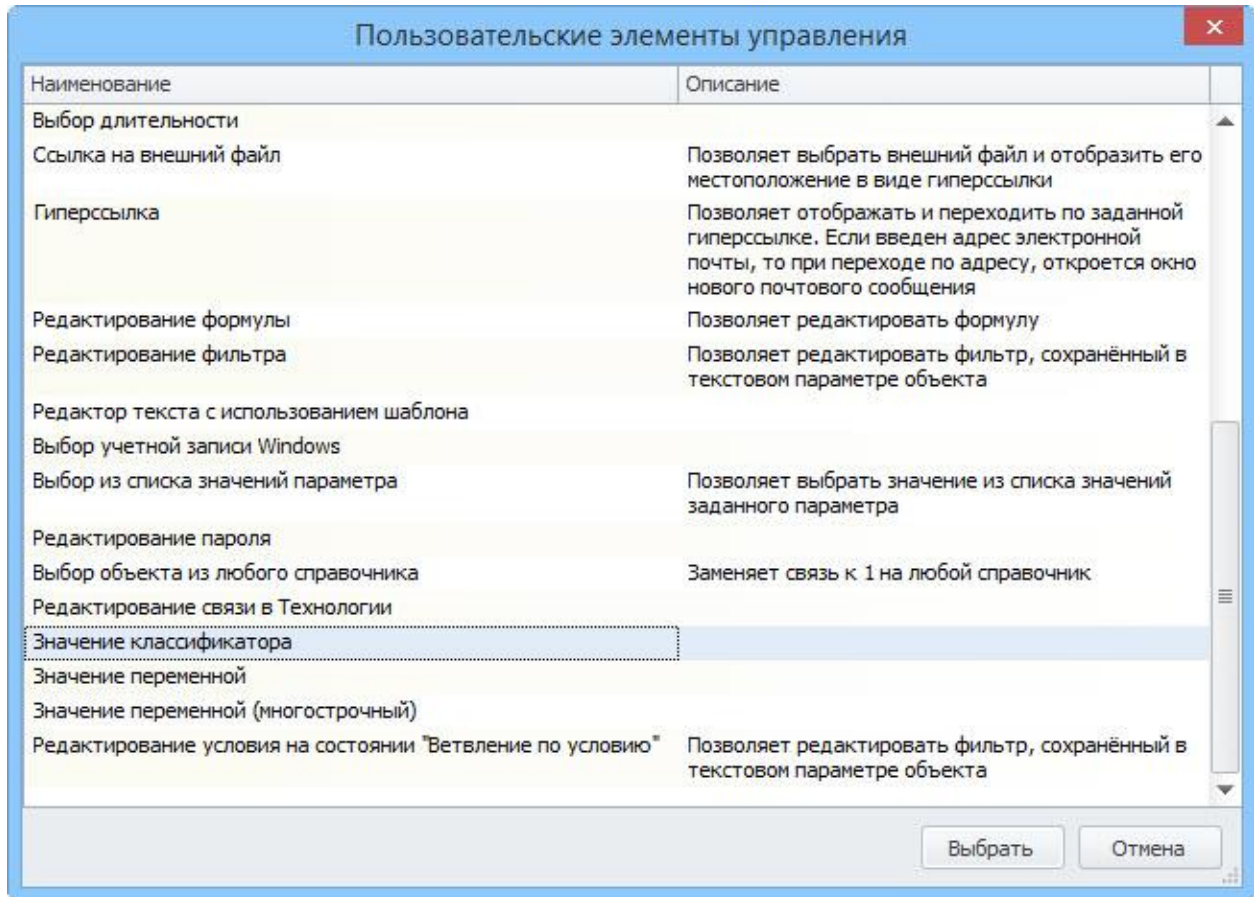 Пользовательские элементы управления
Наименование Описание
Выбор длительности
Ссылка на внешний файл Позволяет выбрать внешний файл и отобразить его
местоположение в виде гиперссылки
Гиперссылка Позволяет отображать и переходить по заданной
гиперссылке. Если введен адрес электронной
почты, то при переходе по адресу, откроется окно
нового почтового сообщения
Редактирование формулы Позволяет редактировать формулу
Редактирование фильтра Позволяет редактировать фильтр, сохранённый в
текстовом параметре объекта
Редактор текста с использованием шаблона
Выбор учетной записи Windows
Выбор из списка значений параметра Позволяет выбрать значение из списка значений
заданного параметра
Редактирование пароля
Выбор объекта из любого справочника Заменяет связь к 1 на любой справочник
Редактирование связи в Технологии
Значение классификатора
Значение переменной
Значение переменной (многострочный)
Редактирование условия на состоянии "Ветвление по условию" Позволяет редактировать фильтр, сохранённый в
текстовом параметре объекта
Выбрать Отмена